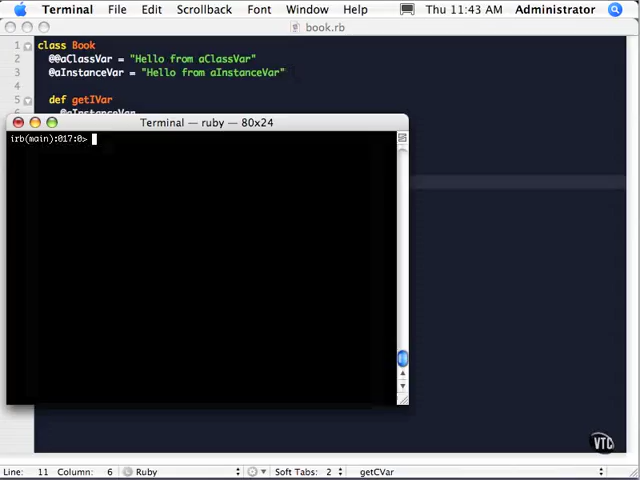 Terminal File Edit Scrollback Font Window Help Thu 11:43 AM Administrator
book.rb
1 class Book
2 @@aClassVar = "Hello from aClassVar"
3 @aInstanceVar = "Hello from aInstanceVar"
4
5 def getIVar
@aInstanceVar
Terminal — ruby — 80x24
irb(main):017:0>
VTC
Line: 11 Column: 6 Ruby Soft Tabs: 2 getCVar